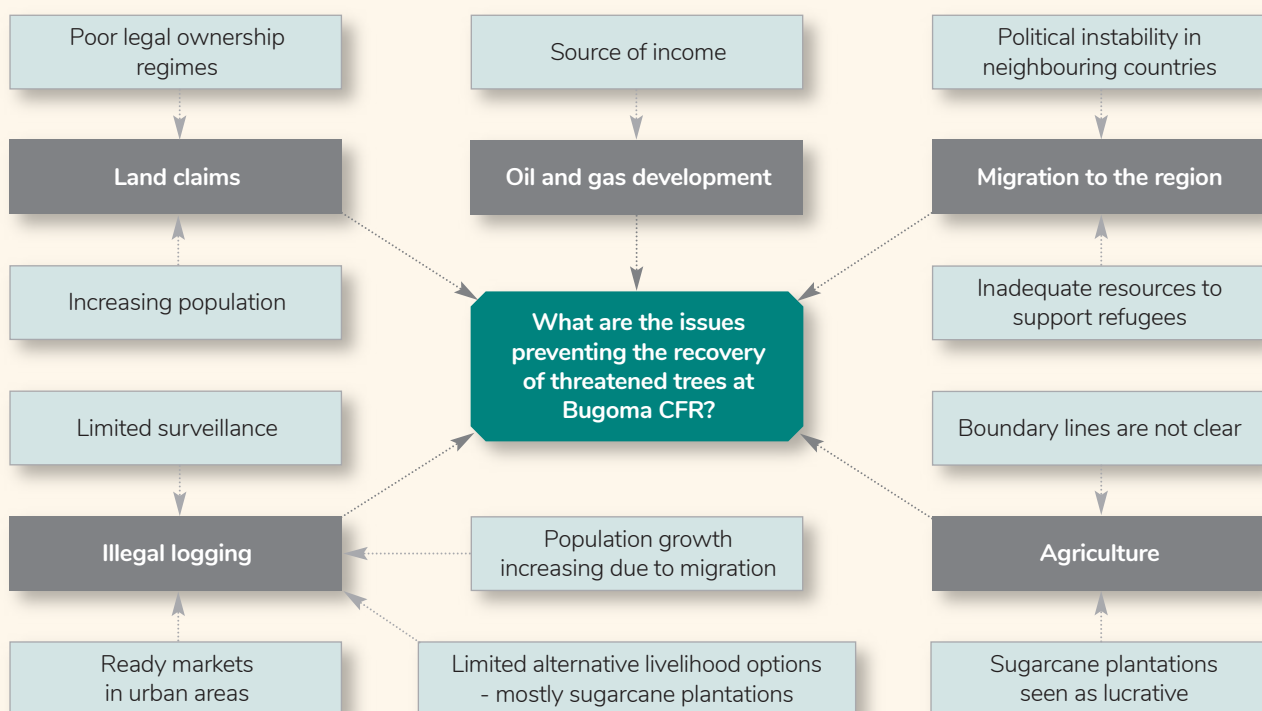 Poor legal ownership
regimes
Source of income
Political instability in
neighbouring countries
Land claims
Oil and gas development
Migration to the region
Increasing population
What are the issues
preventing the recovery
of threatened trees at
Bugoma CFR?
Inadequate resources to
support refugees
Limited surveillance
Boundary lines are not clear
Illegal logging
Population growth
increasing due to migration
Agriculture
Ready markets
in urban areas
Limited alternative livelihood options
- mostly sugarcane plantations
Sugarcane plantations
seen as lucrative